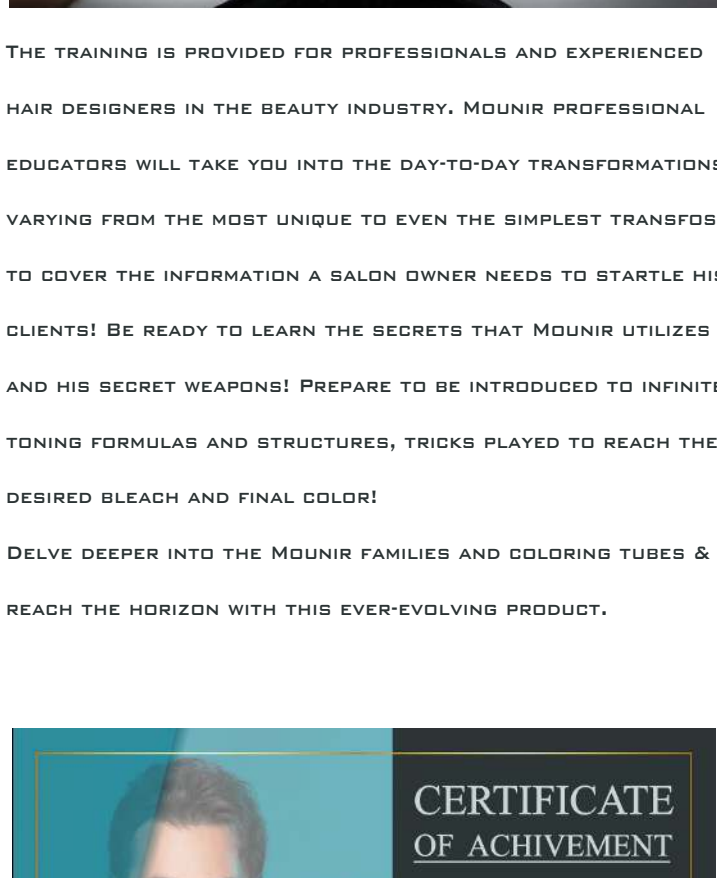 The training is provided for professionals and experienced
hair designers in the beauty industry. Mounir professional
educators will take you into the day-to-day transformations
varying from the most unique to even the simplest transfos
to cover the information a salon owner needs to startle his
clients! Be ready to learn the secrets that Mounir utilizes
and his secret weapons! Prepare to be introduced to infinite
toning formulas and structures, tricks played to reach the
desired bleach and final color!
Delve deeper into the Mounir families and coloring tubes &
reach the horizon with this ever-evolving product.
CERTIFICATE
OF ACHIVEMENT